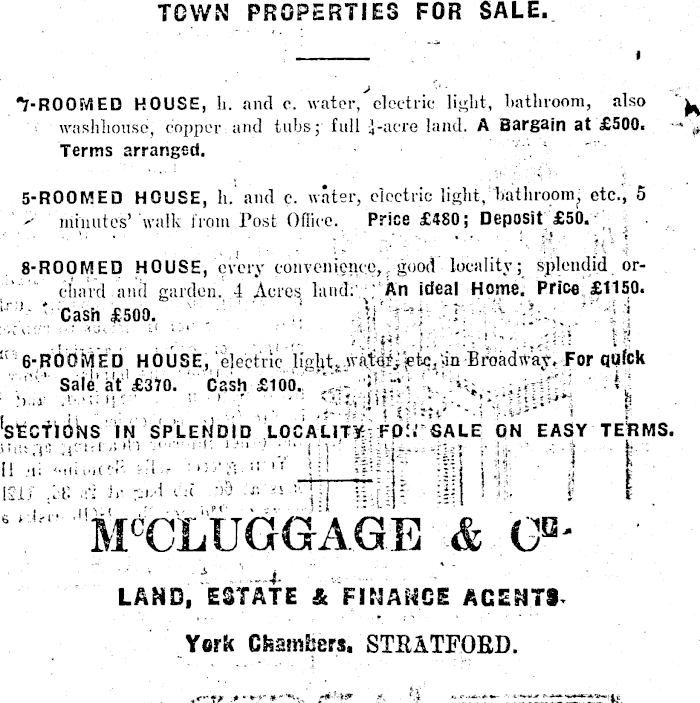 TOWN PROPERTIES FOR SALE.
7-ROOMED HOUSE, h. and c. water, electric light, bathroom, also
washhouse, copper and tubs; full ¼-acre land. A Bargain at £500.
Terms arranged.
5-ROOMED HOUSE, h. and c. water, electric light, bathroom, etc., 5
minutes' walk from Post Office. Price £480; Deposit £50.
8-ROOMED HOUSE, every convenience, good locality; splendid or-
chard and garden. 4 Acres land. An ideal Home. Price £1150.
Cash £500.
6-ROOMED HOUSE, electric light, water, etc, in Broadway. For quick
Sale at £370. Cash £100.
SECTIONS IN SPLENDID LOCALITY FOR SALE ON EASY TERMS.
McCLUGGAGE & Co.
LAND, ESTATE & FINANCE AGENTS.
York Chambers, STRATFORD.